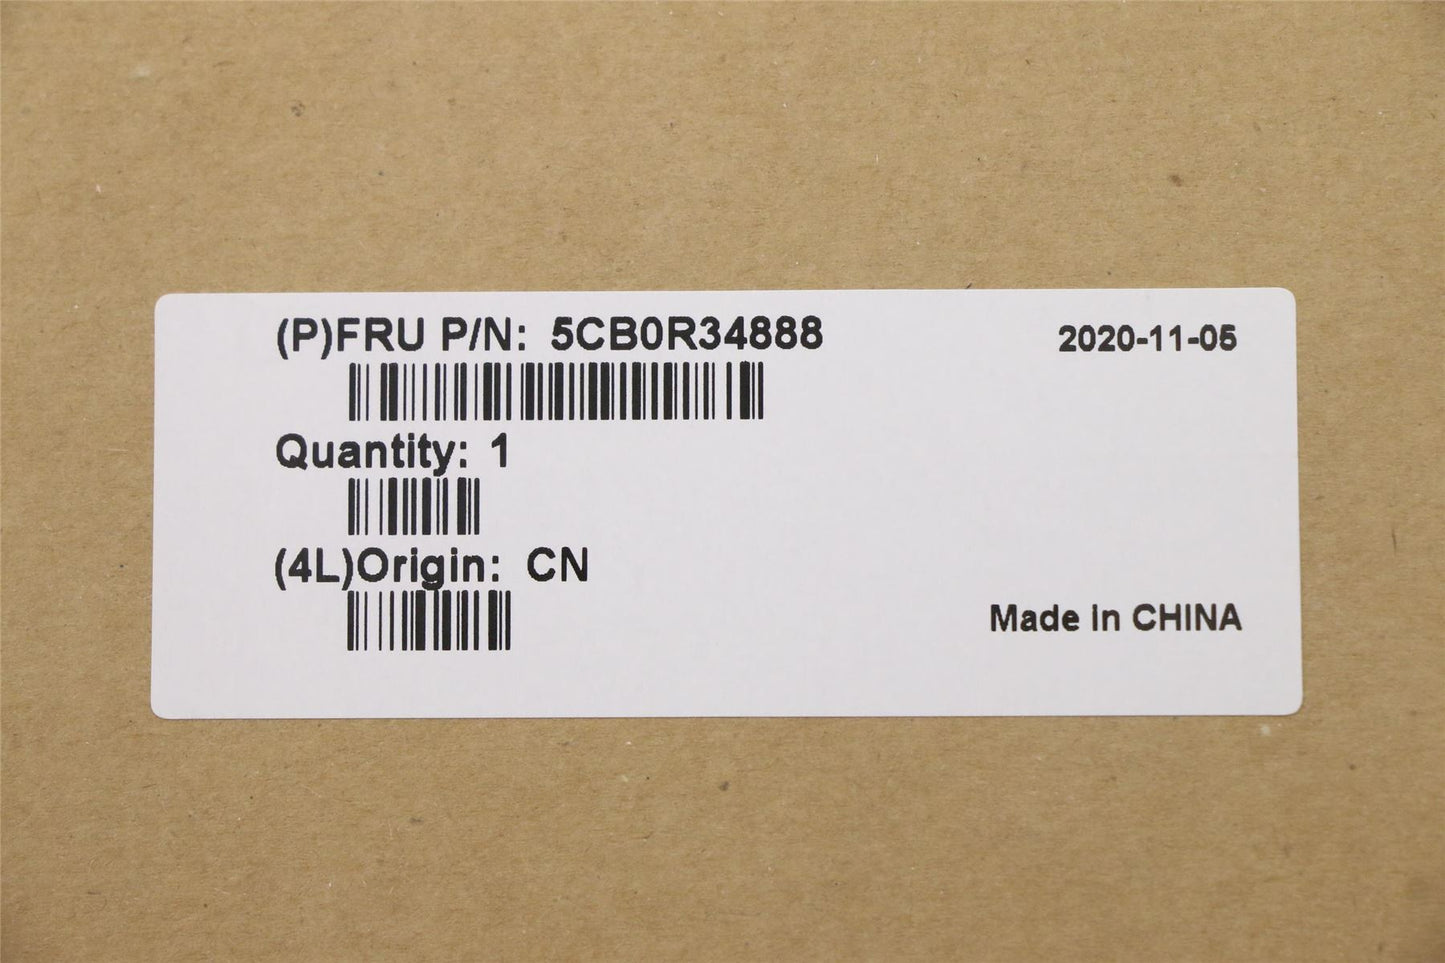 (P)FRU P/N: 5CB0R34888
2020-11-05
Quantity: 1
(4L)Origin: CN
Made In CHINA